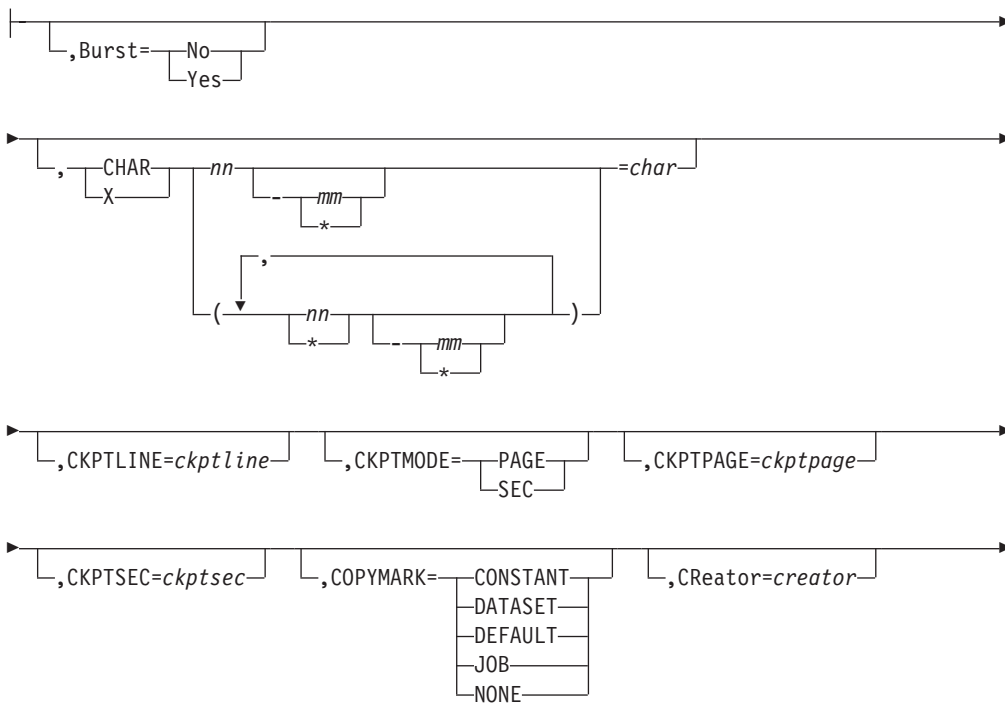 ,Burst= No
Yes
, CHAR nn - mm =char
X *
,
( nn - mm )
* *
,CKPTLINE=ckptline ,CKPTMODE= PAGE ,CKPTPAGE=ckptpage
SEC
,CKPTSEC=ckptsec ,COPYMARK= CONSTANT ,CReator=creator
DATASET
DEFAULT
JOB
NONE